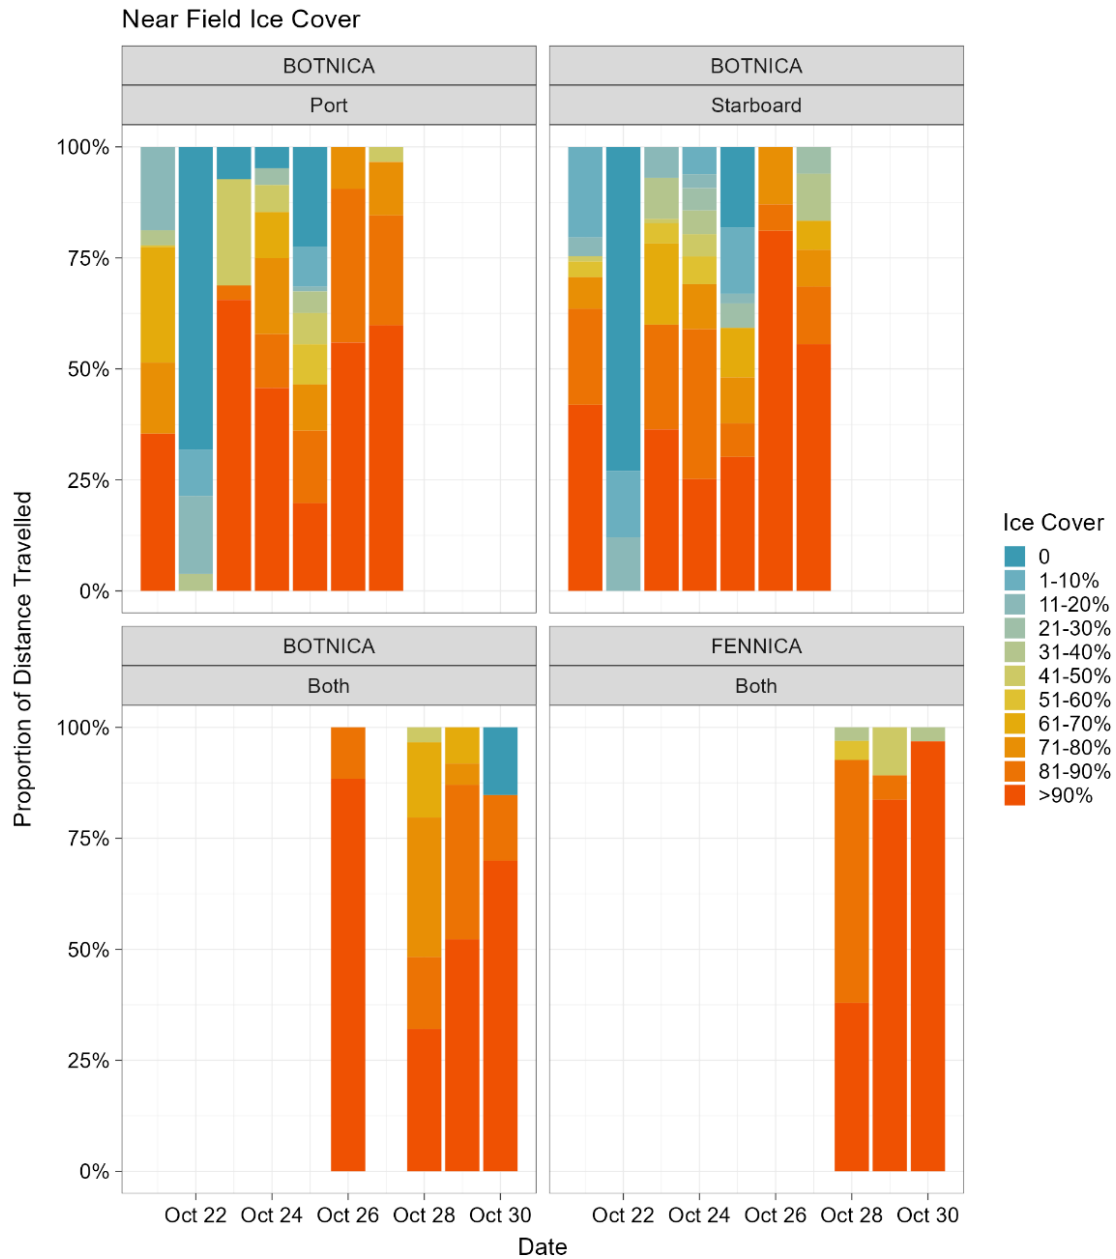 Near Field Ice Cover
BOTNICA
Port
BOTNICA
Starboard
100%
75%
50%
25%
0%
BOTNICA
Both
FENNICA
Both
100%
75%
50%
25%
0%
Proportion of Distance Travelled
Oct 22 Oct 24 Oct 26 Oct 28 Oct 30
Oct 22 Oct 24 Oct 26 Oct 28 Oct 30
Date
Ice Cover
0
1-10%
11-20%
21-30%
31-40%
41-50%
51-60%
61-70%
71-80%
81-90%
>90%